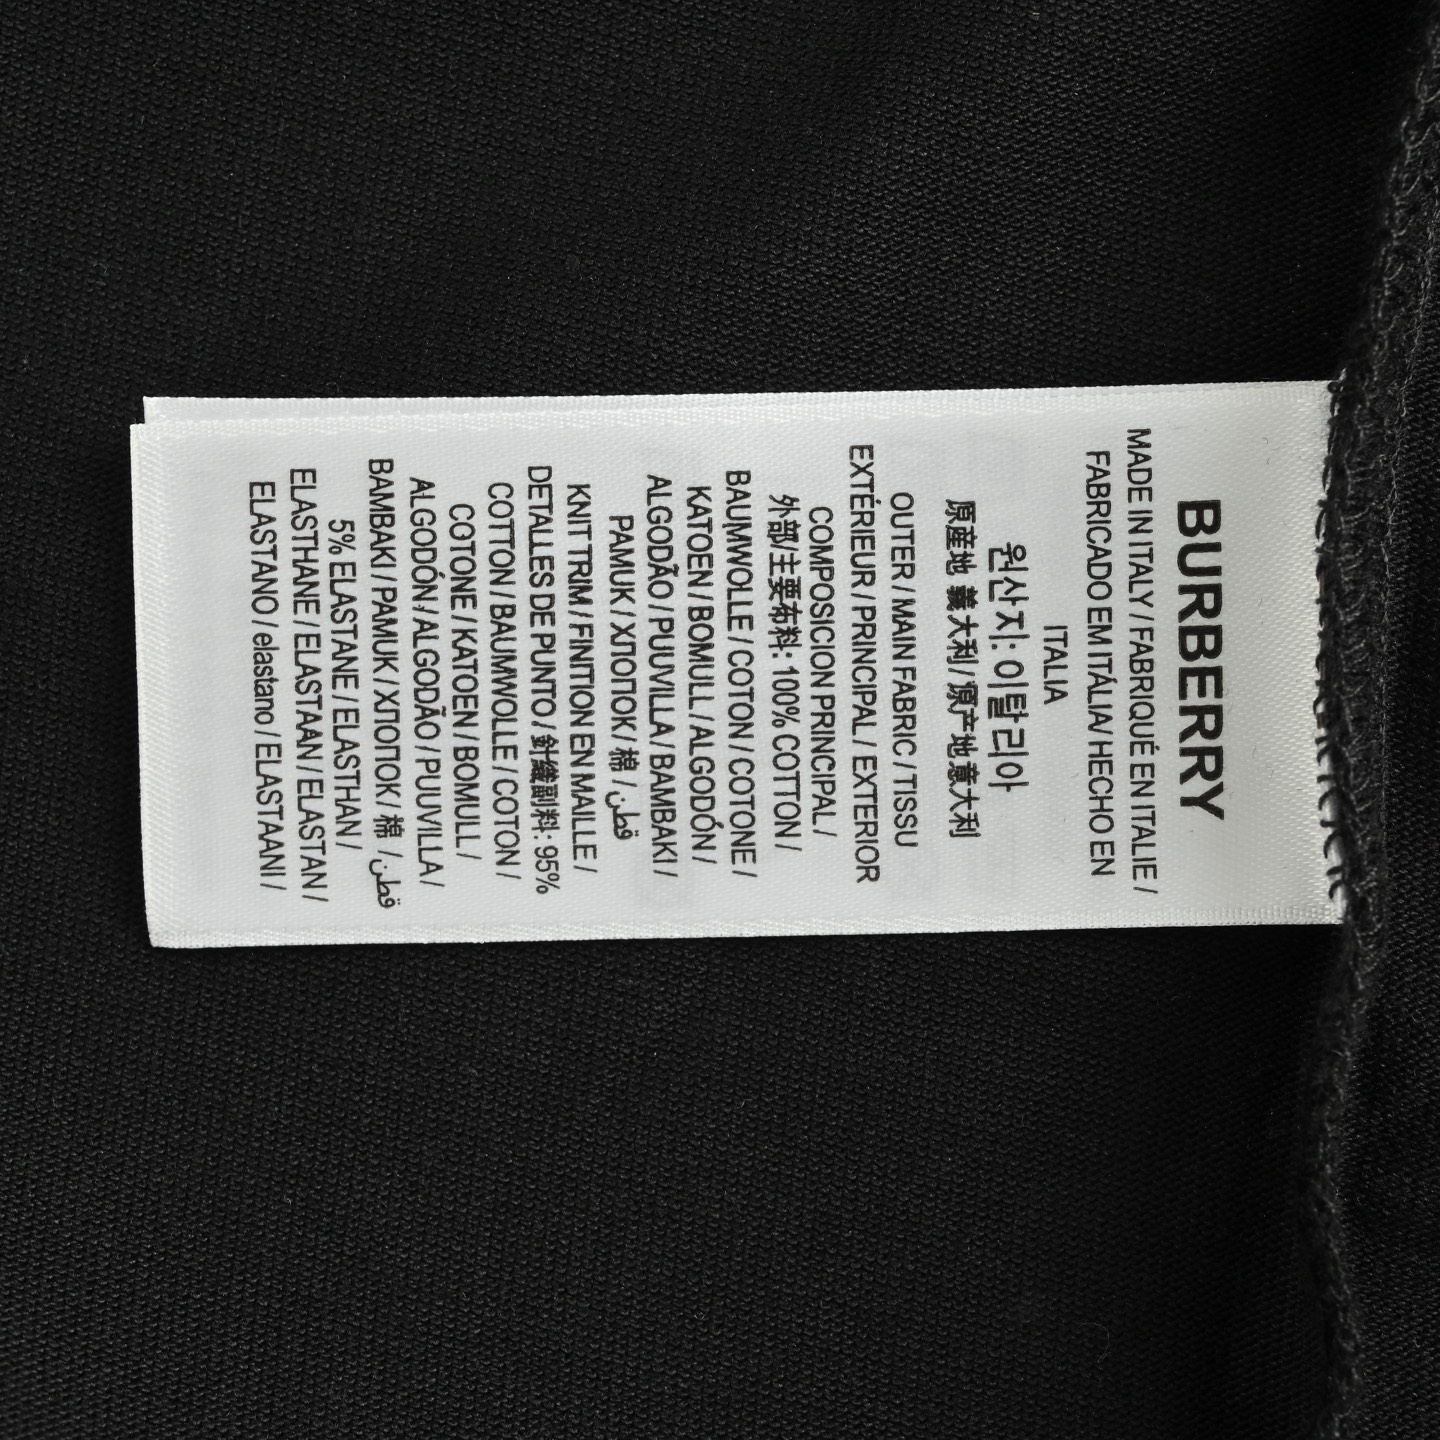 BURBERRY
MADE IN ITALY / FABRIQUÉ EN ITALIE /
FABRICADO EM ITÁLIA / HECHO EN
ITALIA
원산지: 이탈리아
原産地 義大利 / 原产地 意大利
OUTER / MAIN FABRIC / TISSU
EXTÉRIEUR / PRINCIPAL / EXTERIOR
COMPOSICION PRINCIPAL /
外部/主要布料: 100% COTTON /
BAUMWOLLE / COTON / COTONE /
KATOEN / BOMULL / ALGODÓN /
ALGODÃO / PUUVILLA / BAMBAKI /
PAMUK / ХЛОПОК / 棉 / قطن
KNIT TRIM / FINITION EN MAILLE /
DETALLES DE PUNTO / 針織副料: 95%
COTTON / BAUMWOLLE / COTON /
COTONE / KATOEN / BOMULL /
ALGODÓN / ALGODÃO / PUUVILLA /
BAMBAKI / PAMUK / ХЛОПОК / 棉 / قطن
5% ELASTANE / ELASTHAN /
ELASTHANE / ELASTAAN / ELASTAN /
ELASTANO / elastano / ELASTAANI /